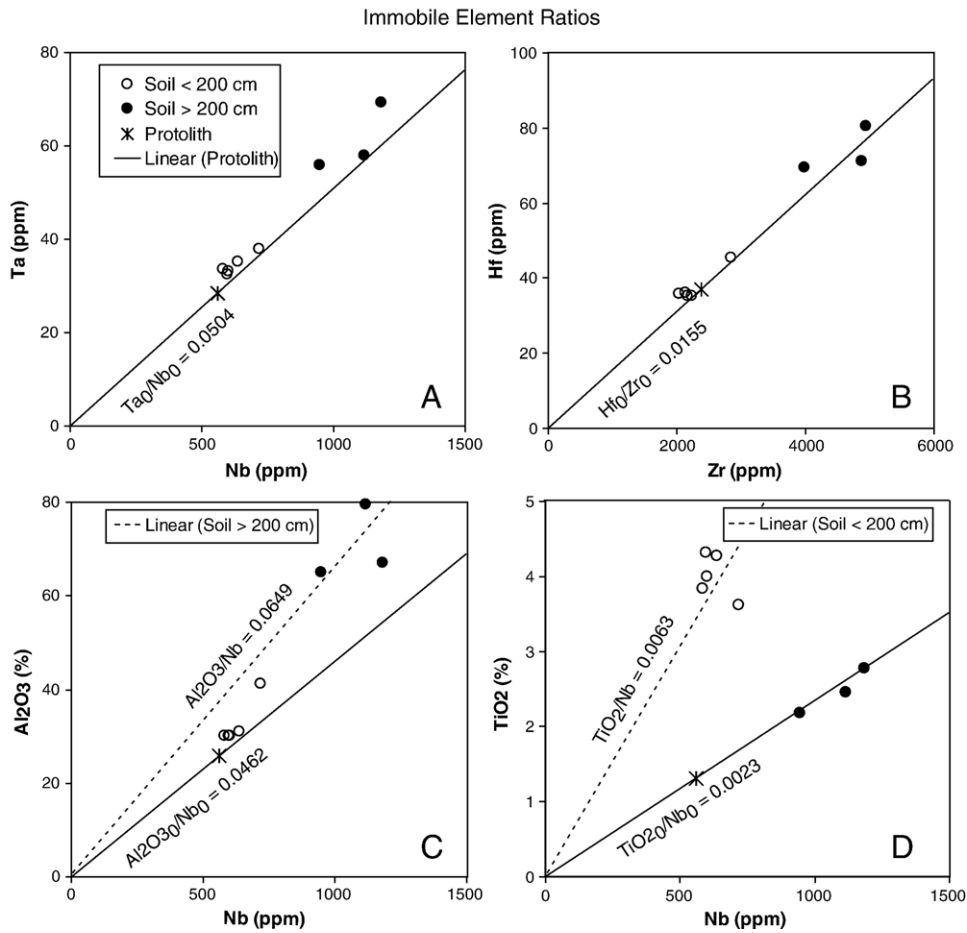 Immobile Element Ratios
80
60
40
20
0
0
500
1000
1500
Ta (ppm)
Nb (ppm)
Soil < 200 cm
Soil > 200 cm
Protolith
Linear (Protolith)
Ta0/Nb0 = 0.0504
A
100
80
60
40
20
0
0
2000
4000
6000
Hf (ppm)
Zr (ppm)
Hf0/Zr0 = 0.0155
B
80
60
40
20
0
0
500
1000
1500
Al2O3 (%)
Nb (ppm)
Linear (Soil > 200 cm)
Al2O3/Nb = 0.0649
Al2O30/Nb0 = 0.0462
C
5
4
3
2
1
0
0
500
1000
1500
TiO2 (%)
Nb (ppm)
Linear (Soil < 200 cm)
TiO2/Nb = 0.0063
TiO20/Nb0 = 0.0023
D